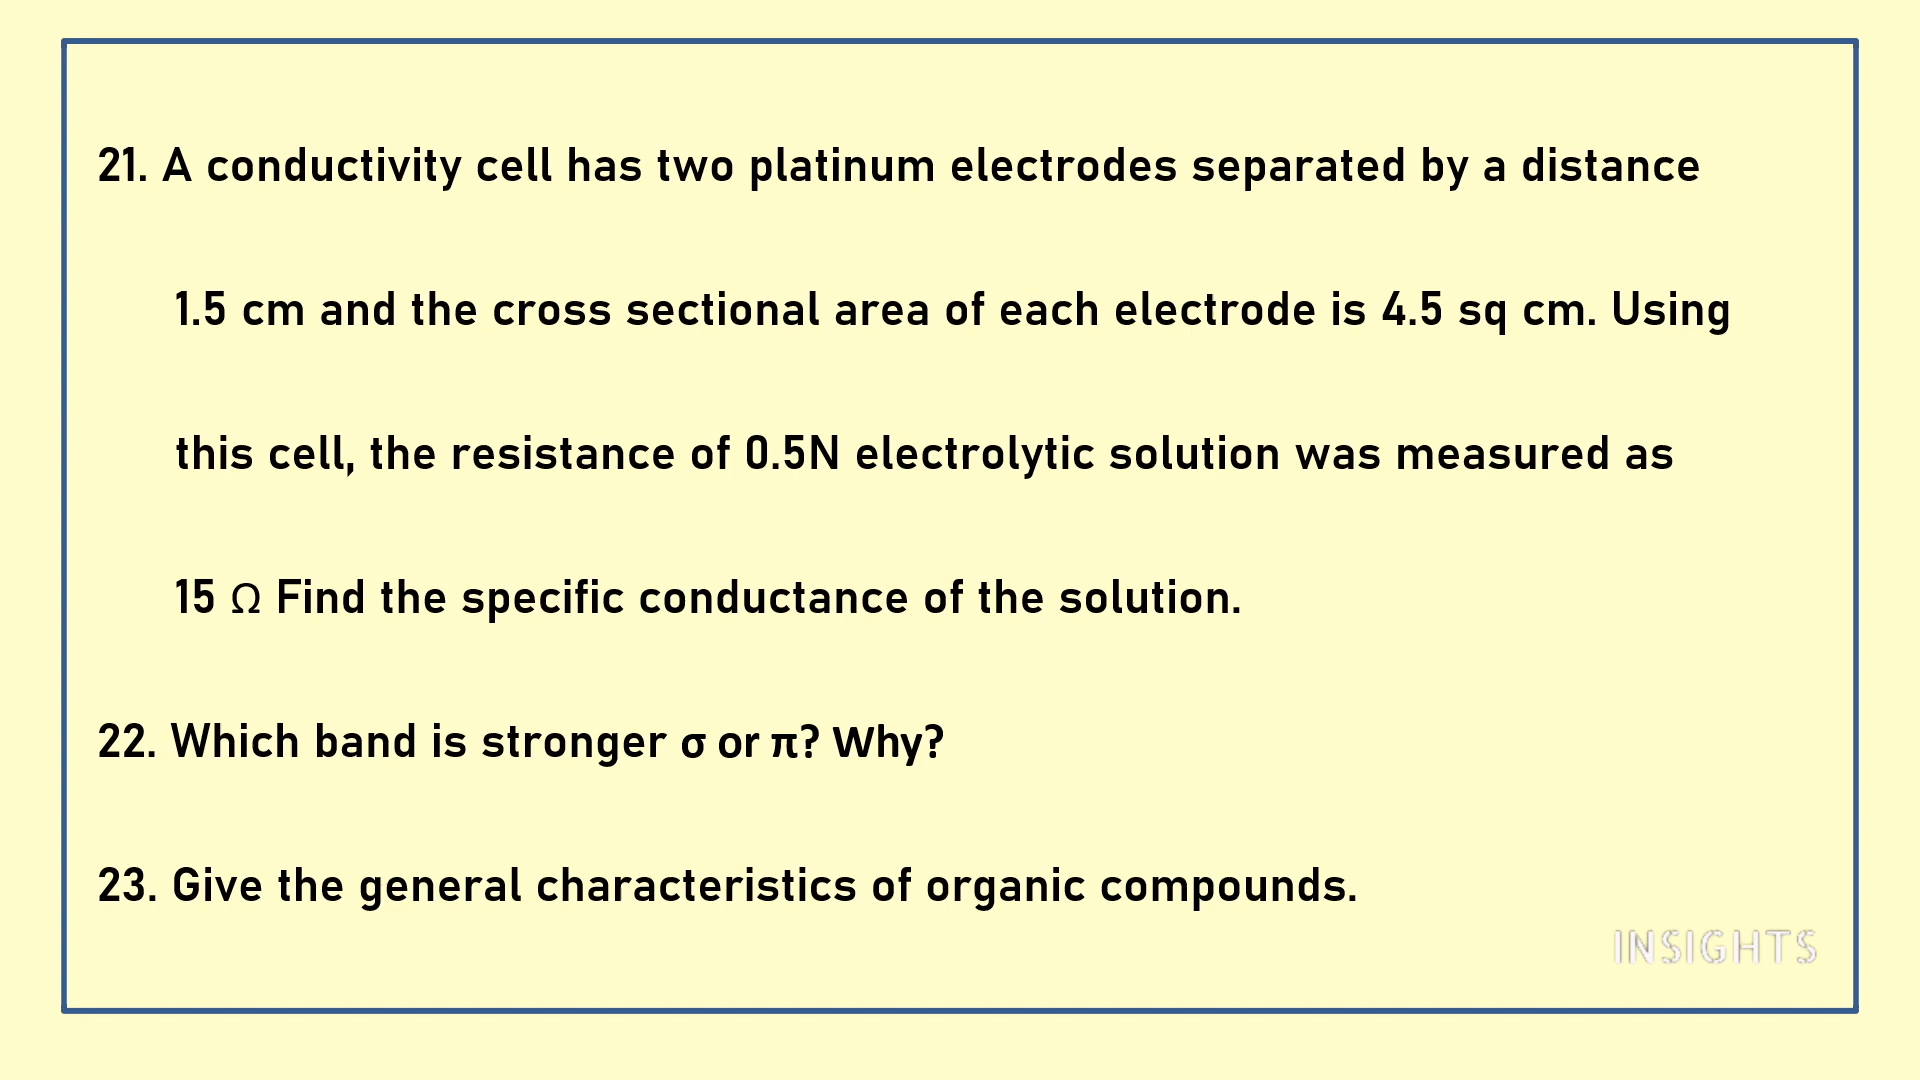 21. A conductivity cell has two platinum electrodes separated by a distance
1.5 cm and the cross sectional area of each electrode is 4.5 sq cm. Using
this cell, the resistance of 0.5N electrolytic solution was measured as
15 Ω Find the specific conductance of the solution.
22. Which band is stronger σ or π? Why?
23. Give the general characteristics of organic compounds.
INSIGHTS